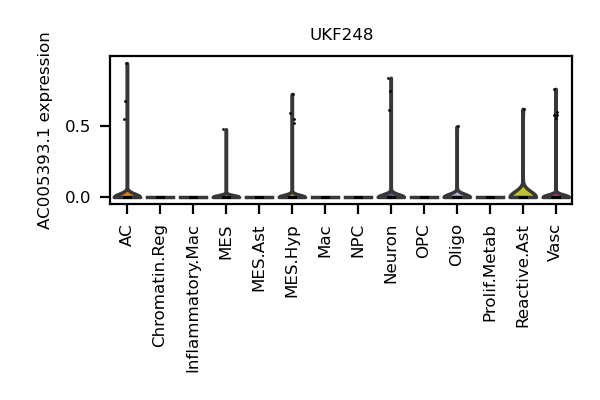 UKF248
AC005393.1 expression
0.5
0.0
AC
Chromatin.Reg
Inflammatory.Mac
MES
MES.Ast
MES.Hyp
Mac
NPC
Neuron
OPC
Oligo
Prolif.Metab
Reactive.Ast
Vasc